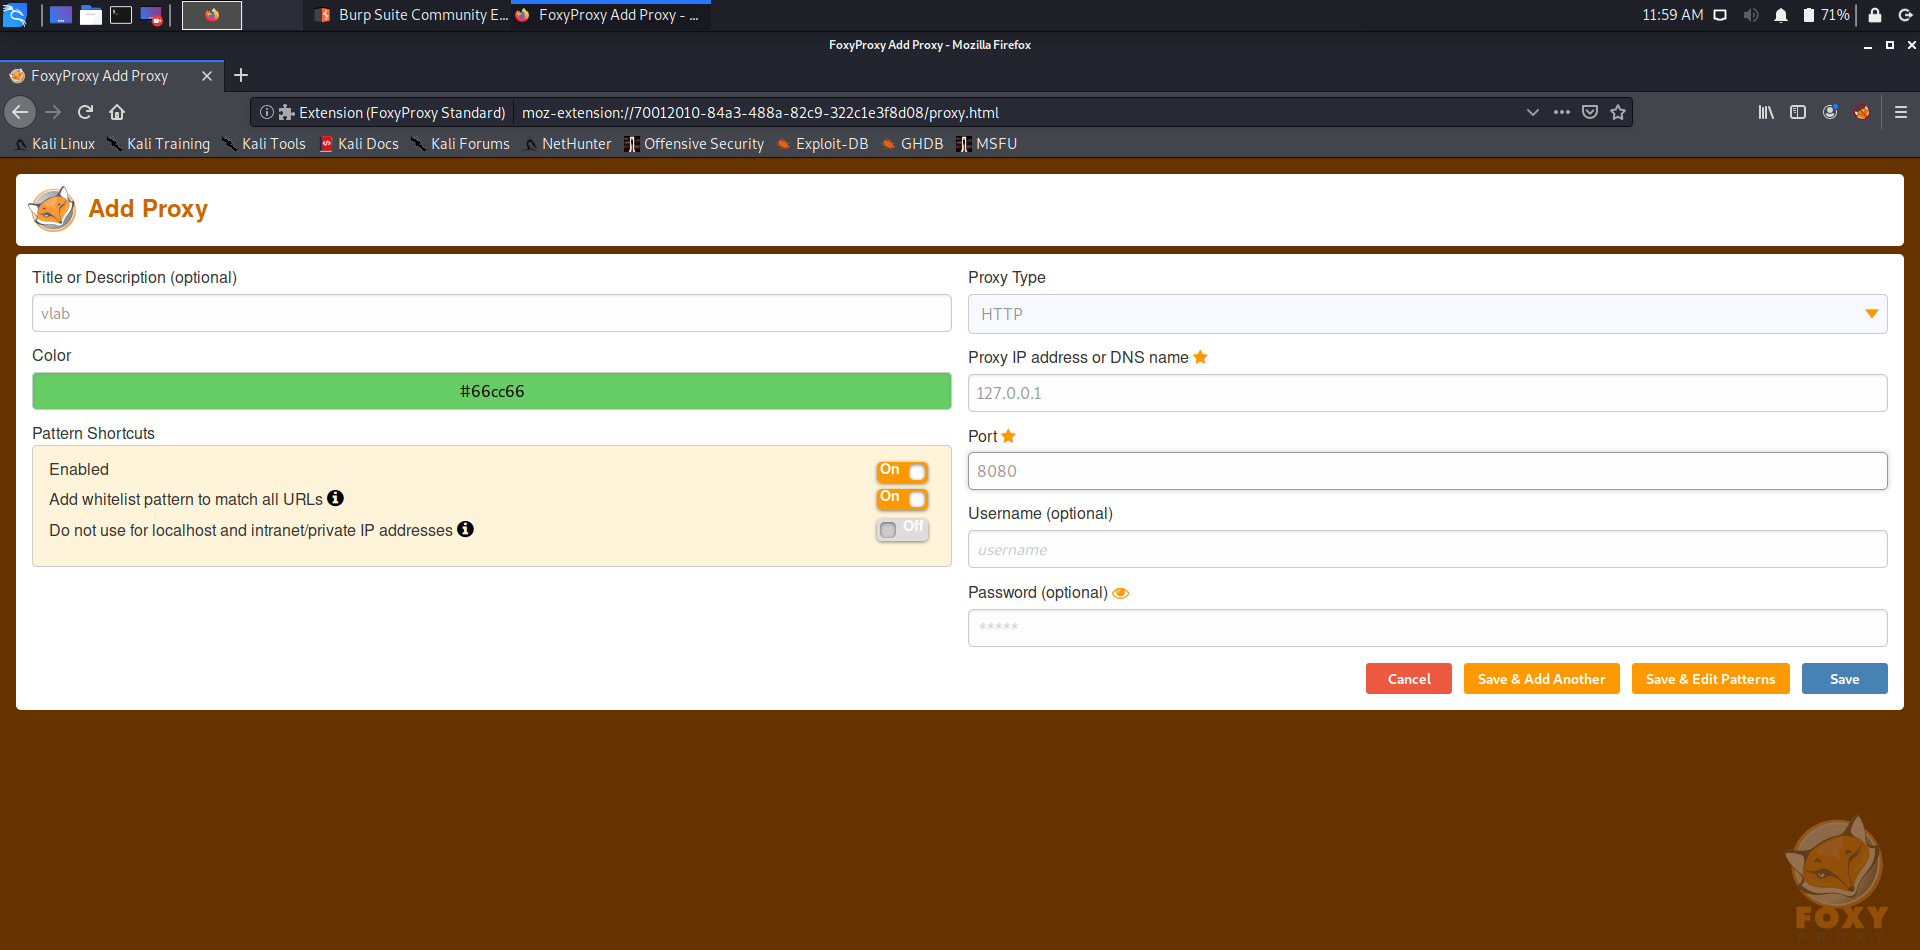 Burp Suite Community E...
FoxyProxy Add Proxy - ...
11:59 AM
71%
FoxyProxy Add Proxy - Mozilla Firefox
FoxyProxy Add Proxy
Extension (FoxyProxy Standard)
moz-extension://70012010-84a3-488a-82c9-322c1e3f8d08/proxy.html
Kali Linux
Kali Training
Kali Tools
Kali Docs
Kali Forums
NetHunter
Offensive Security
Exploit-DB
GHDB
MSFU
Add Proxy
Title or Description (optional)
vlab
Color
#66cc66
Pattern Shortcuts
Enabled
On
Add whitelist pattern to match all URLs
On
Do not use for localhost and intranet/private IP addresses
Off
Proxy Type
HTTP
Proxy IP address or DNS name
127.0.0.1
Port
8080
Username (optional)
username
Password (optional)
*****
Cancel
Save & Add Another
Save & Edit Patterns
Save
FOXY